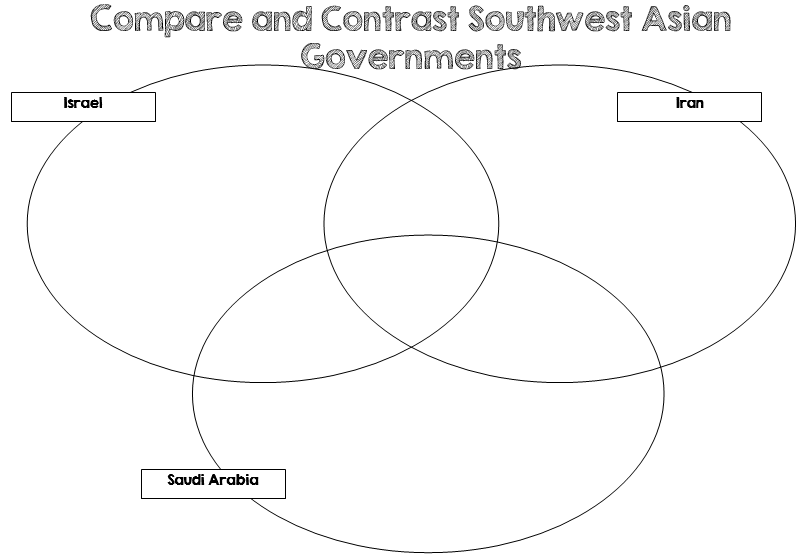 Compare and Contrast Southwest Asian
Governments
Israel
Iran
Saudi Arabia